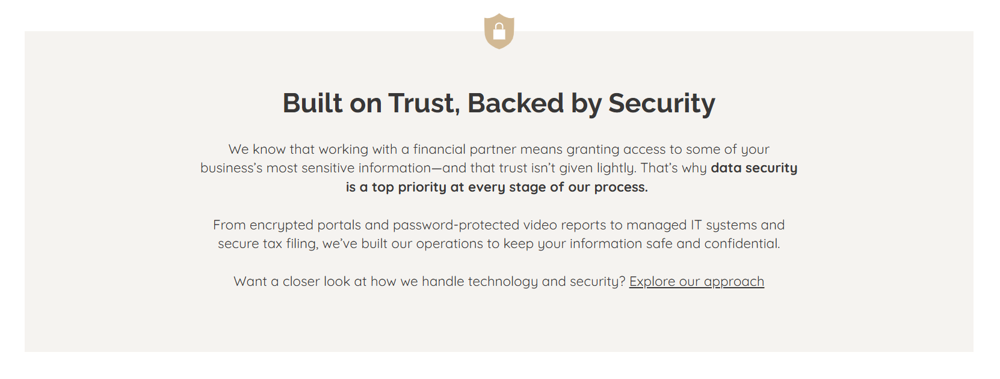 Built on Trust, Backed by Security
We know that working with a financial partner means granting access to some of your
business’s most sensitive information—and that trust isn’t given lightly. That’s why data security
is a top priority at every stage of our process.
From encrypted portals and password-protected video reports to managed IT systems and
secure tax filing, we’ve built our operations to keep your information safe and confidential.
Want a closer look at how we handle technology and security? Explore our approach